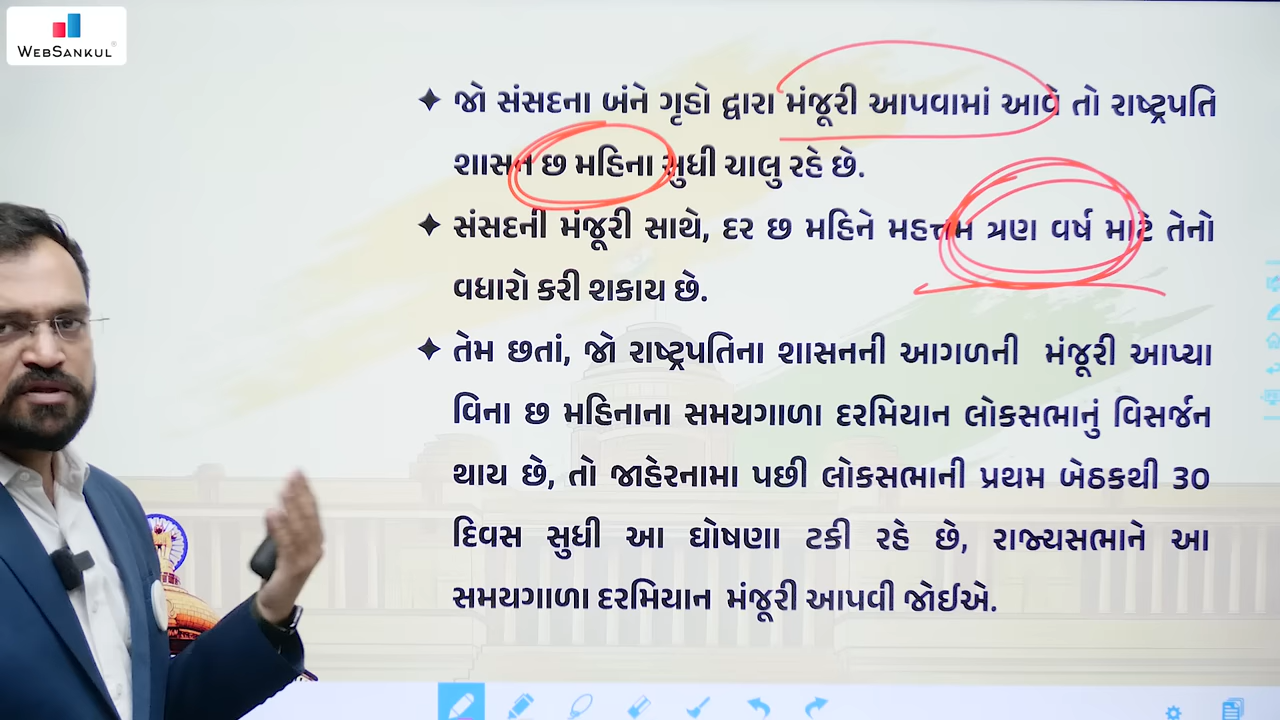 WEBSANKUL
જો સંસદના બંને ગૃહો દ્વારા મંજૂરી આપવામાં આવે તો રાષ્ટ્રપતિ
શાસન છ મહિના સુધી ચાલુ રહે છે.
સંસદની મંજૂરી સાથે, દર છ મહિને મહત્તમ ત્રણ વર્ષ માટે તેનો
વધારો કરી શકાય છે.
તેમ છતાં, જો રાષ્ટ્રપતિના શાસનની આગળની મંજૂરી આપ્યા
વિના છ મહિનાના સમયગાળા દરમિયાન લોકસભાનું વિસર્જન
થાય છે, તો જાહેરનામા પછી લોકસભાની પ્રથમ બેઠકથી 30
દિવસ સુધી આ ઘોષણા ટકી રહે છે, રાજ્યસભાને આ
સમયગાળા દરમિયાન મંજૂરી આપવી જોઈએ.